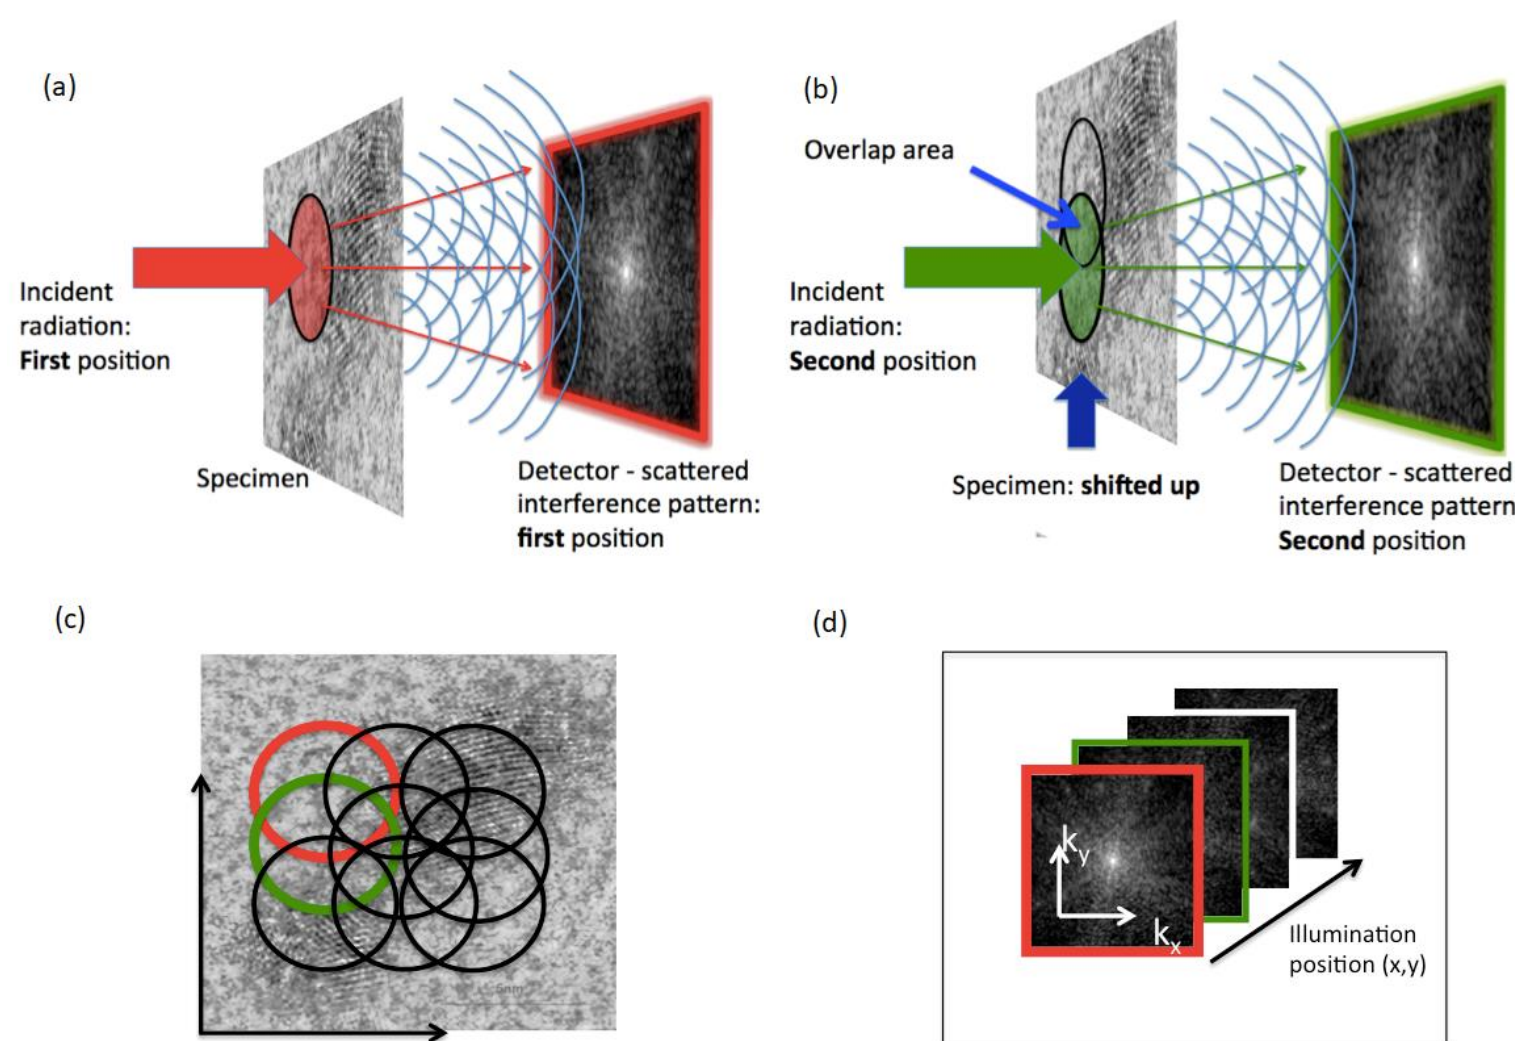 (a)
Incident
radiation:
First position
Specimen
Detector - scattered
interference pattern:
first position
(b)
Overlap area
Incident
radiation:
Second position
Specimen: shifted up
Detector - scattered
interference pattern
Second position
(c)
5nm
(d)
ky
kx
Illumination
position (x,y)